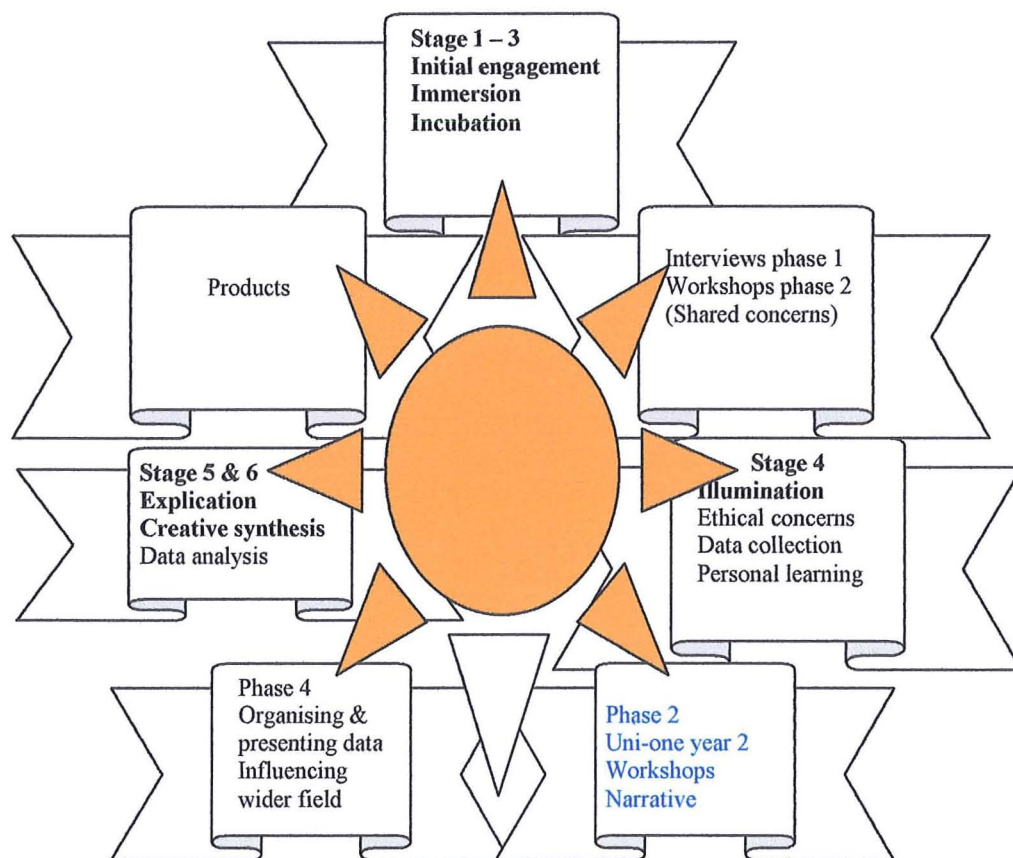 Stage 1 – 3
Initial engagement
Immersion
Incubation
Products
Interviews phase 1
Workshops phase 2
(Shared concerns)
Stage 5 & 6
Explication
Creative synthesis
Data analysis
Stage 4
Illumination
Ethical concerns
Data collection
Personal learning
Phase 4
Organising &
presenting data
Influencing
wider field
Phase 2
Uni-one year 2
Workshops
Narrative